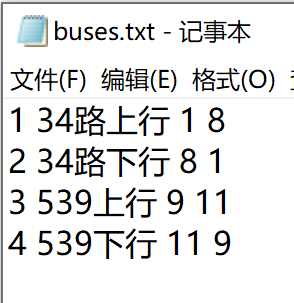 buses.txt - 记事本
文件(F) 编辑(E) 格式(O)
1 34路上行 1 8
2 34路下行 8 1
3 539上行 9 11
4 539下行 11 9